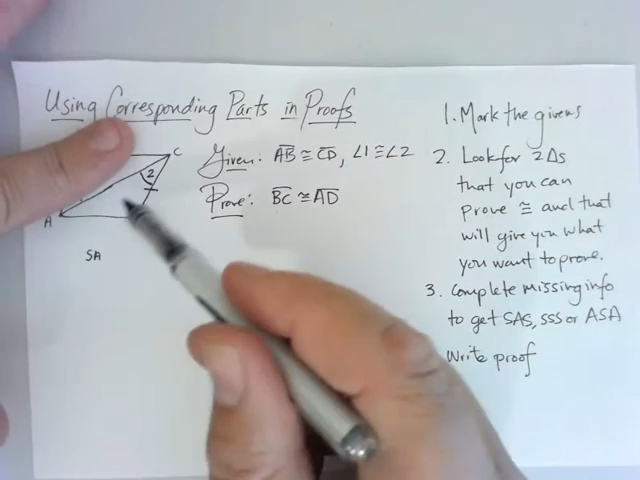 Using Corresponding Parts in Proofs
C
2
A
SA
Given: AB ≅ CD, ∠1 ≅ ∠2
Prove: BC ≅ AD
1. Mark the givens
2. Look for 2 Δs
that you can
prove ≅ and that
will give you what
you want to prove.
3. Complete missing info
to get SAS, SSS or ASA
Write proof